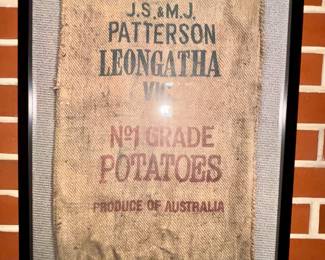 J.S.&M.J.
PATTERSON
LEONGATHA
VIC
No1 GRADE
POTATOES
PRODUCE OF AUSTRALIA